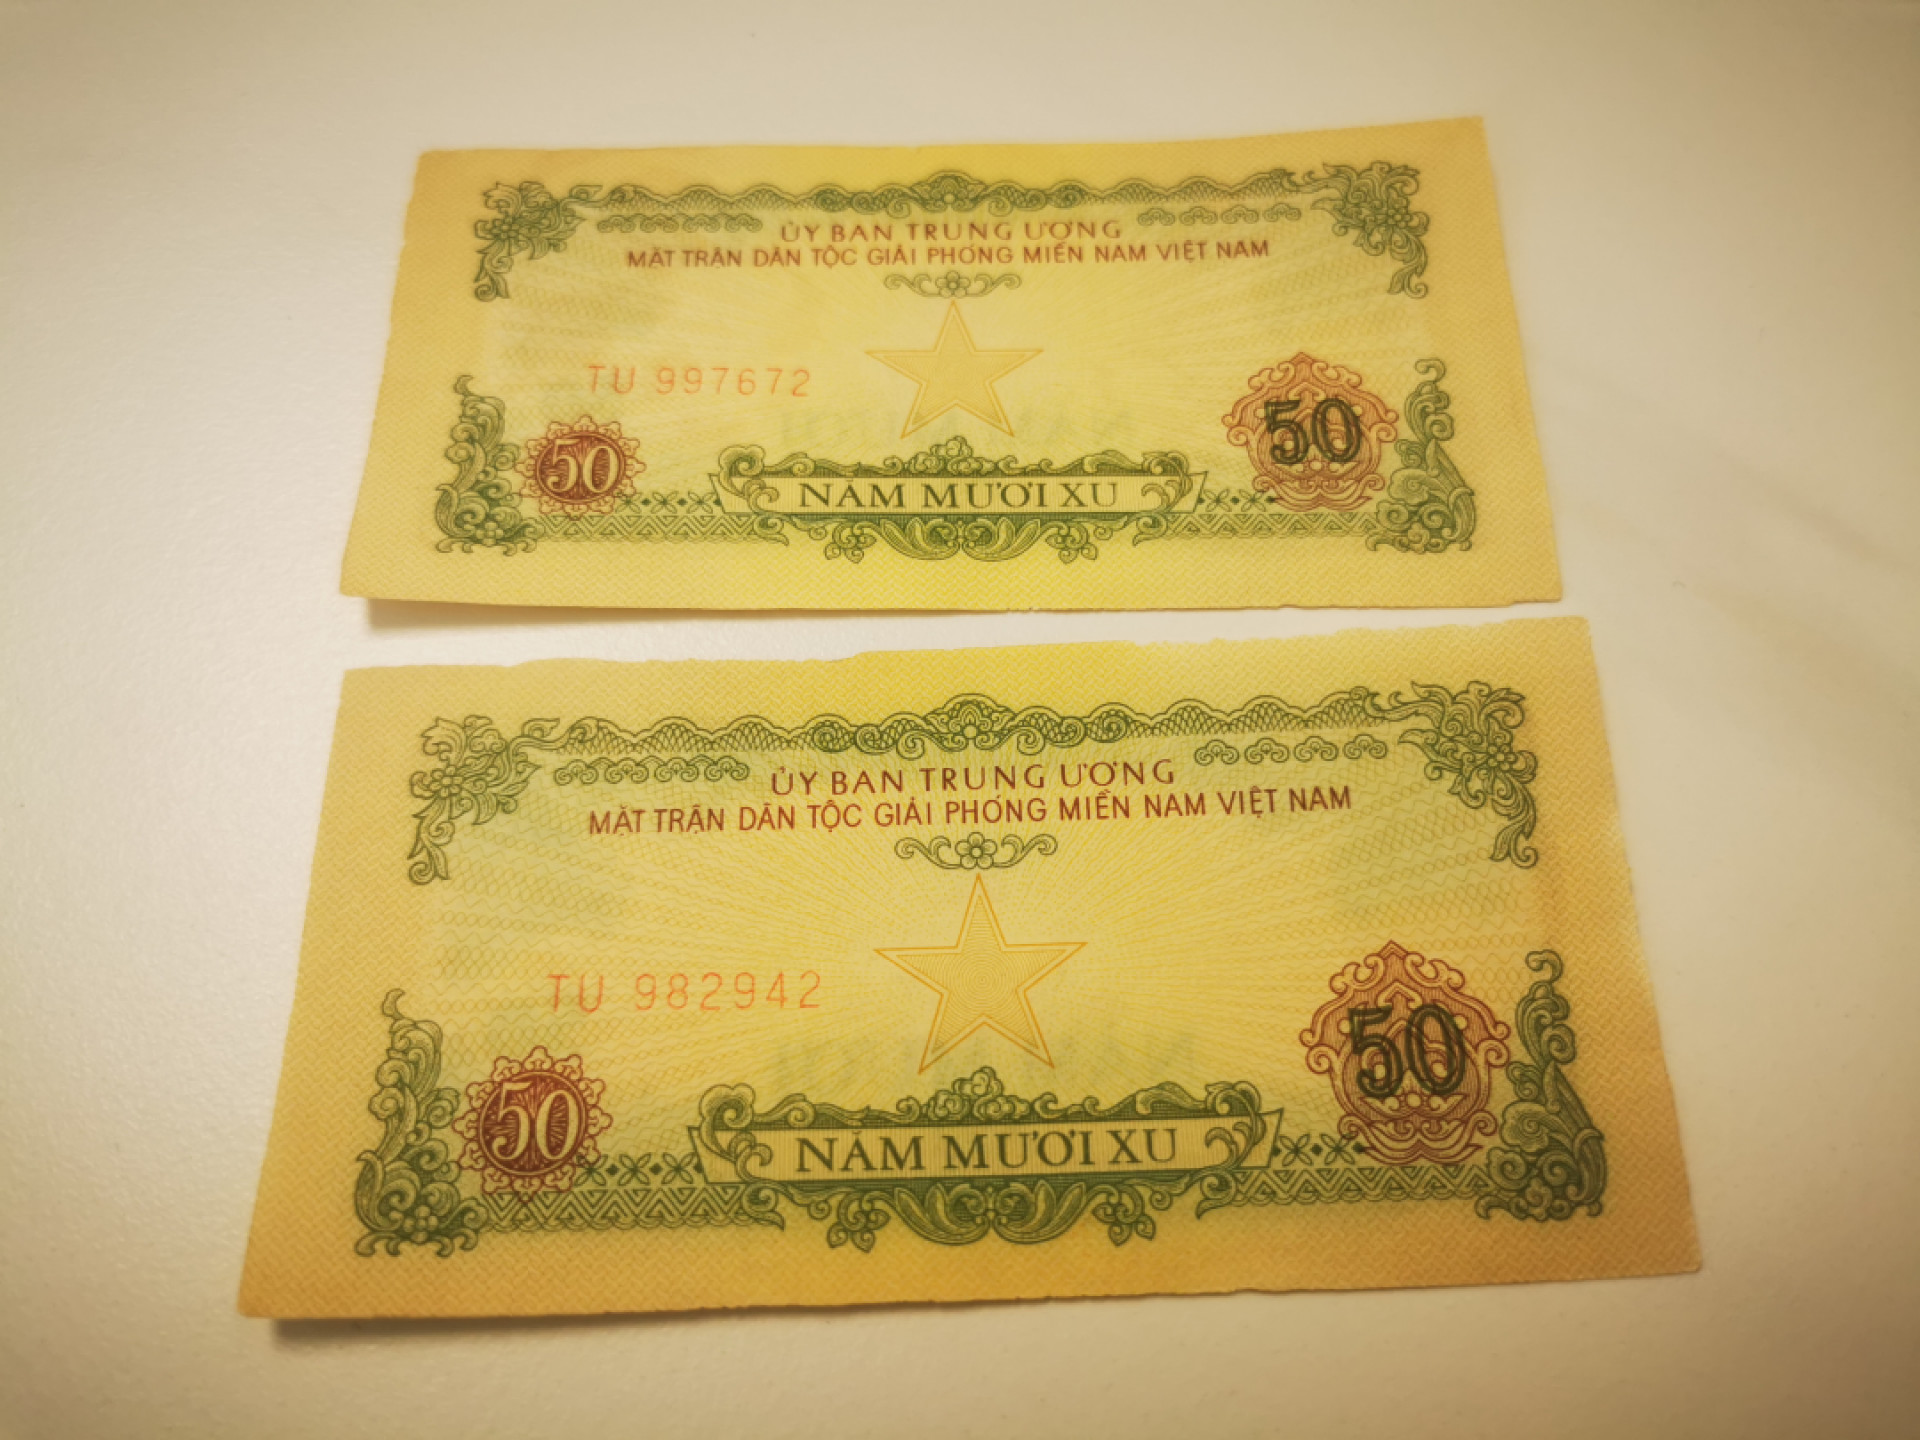 ỦY BAN TRUNG ƯƠNG
MẶT TRẬN DÂN TỘC GIẢI PHÓNG MIỀN NAM VIỆT NAM
TU 997672
50
50
NĂM MƯƠI XU
ỦY BAN TRUNG ƯƠNG
MẶT TRẬN DÂN TỘC GIẢI PHÓNG MIỀN NAM VIỆT NAM
TU 982942
50
50
NĂM MƯƠI XU